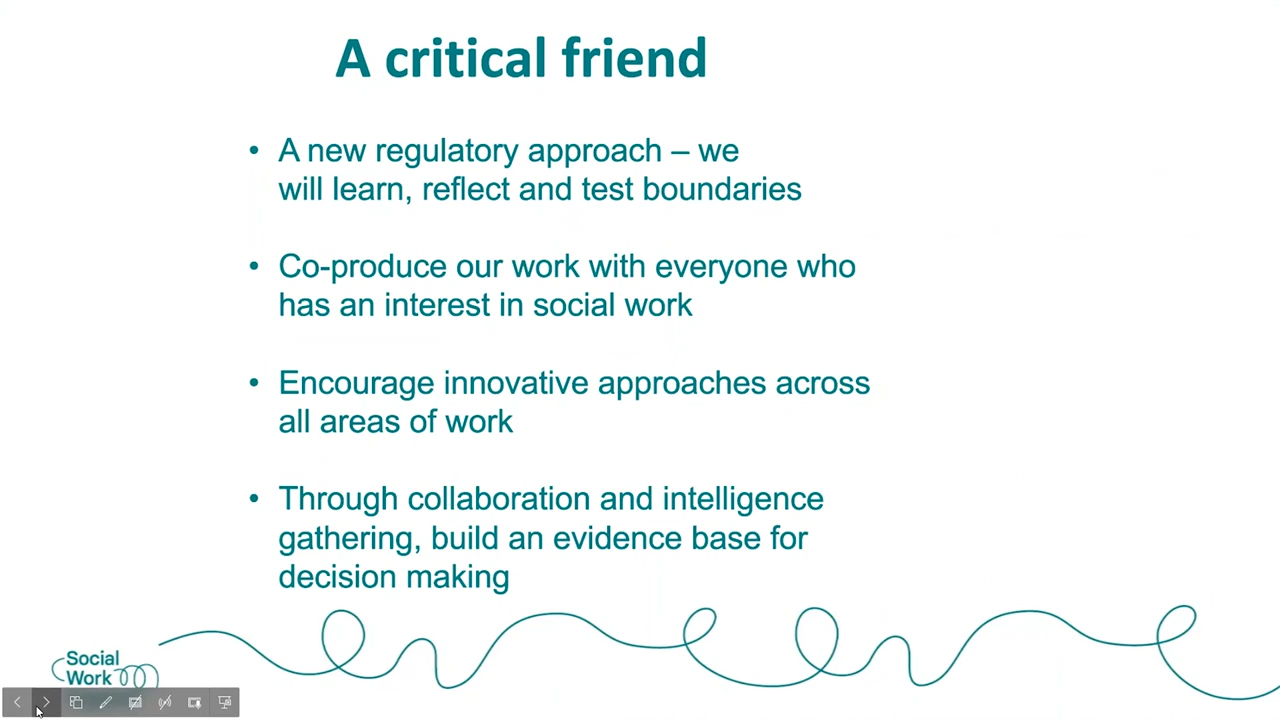 A critical friend
• A new regulatory approach – we
will learn, reflect and test boundaries
• Co-produce our work with everyone who
has an interest in social work
• Encourage innovative approaches across
all areas of work
• Through collaboration and intelligence
gathering, build an evidence base for
decision making
Social
Work